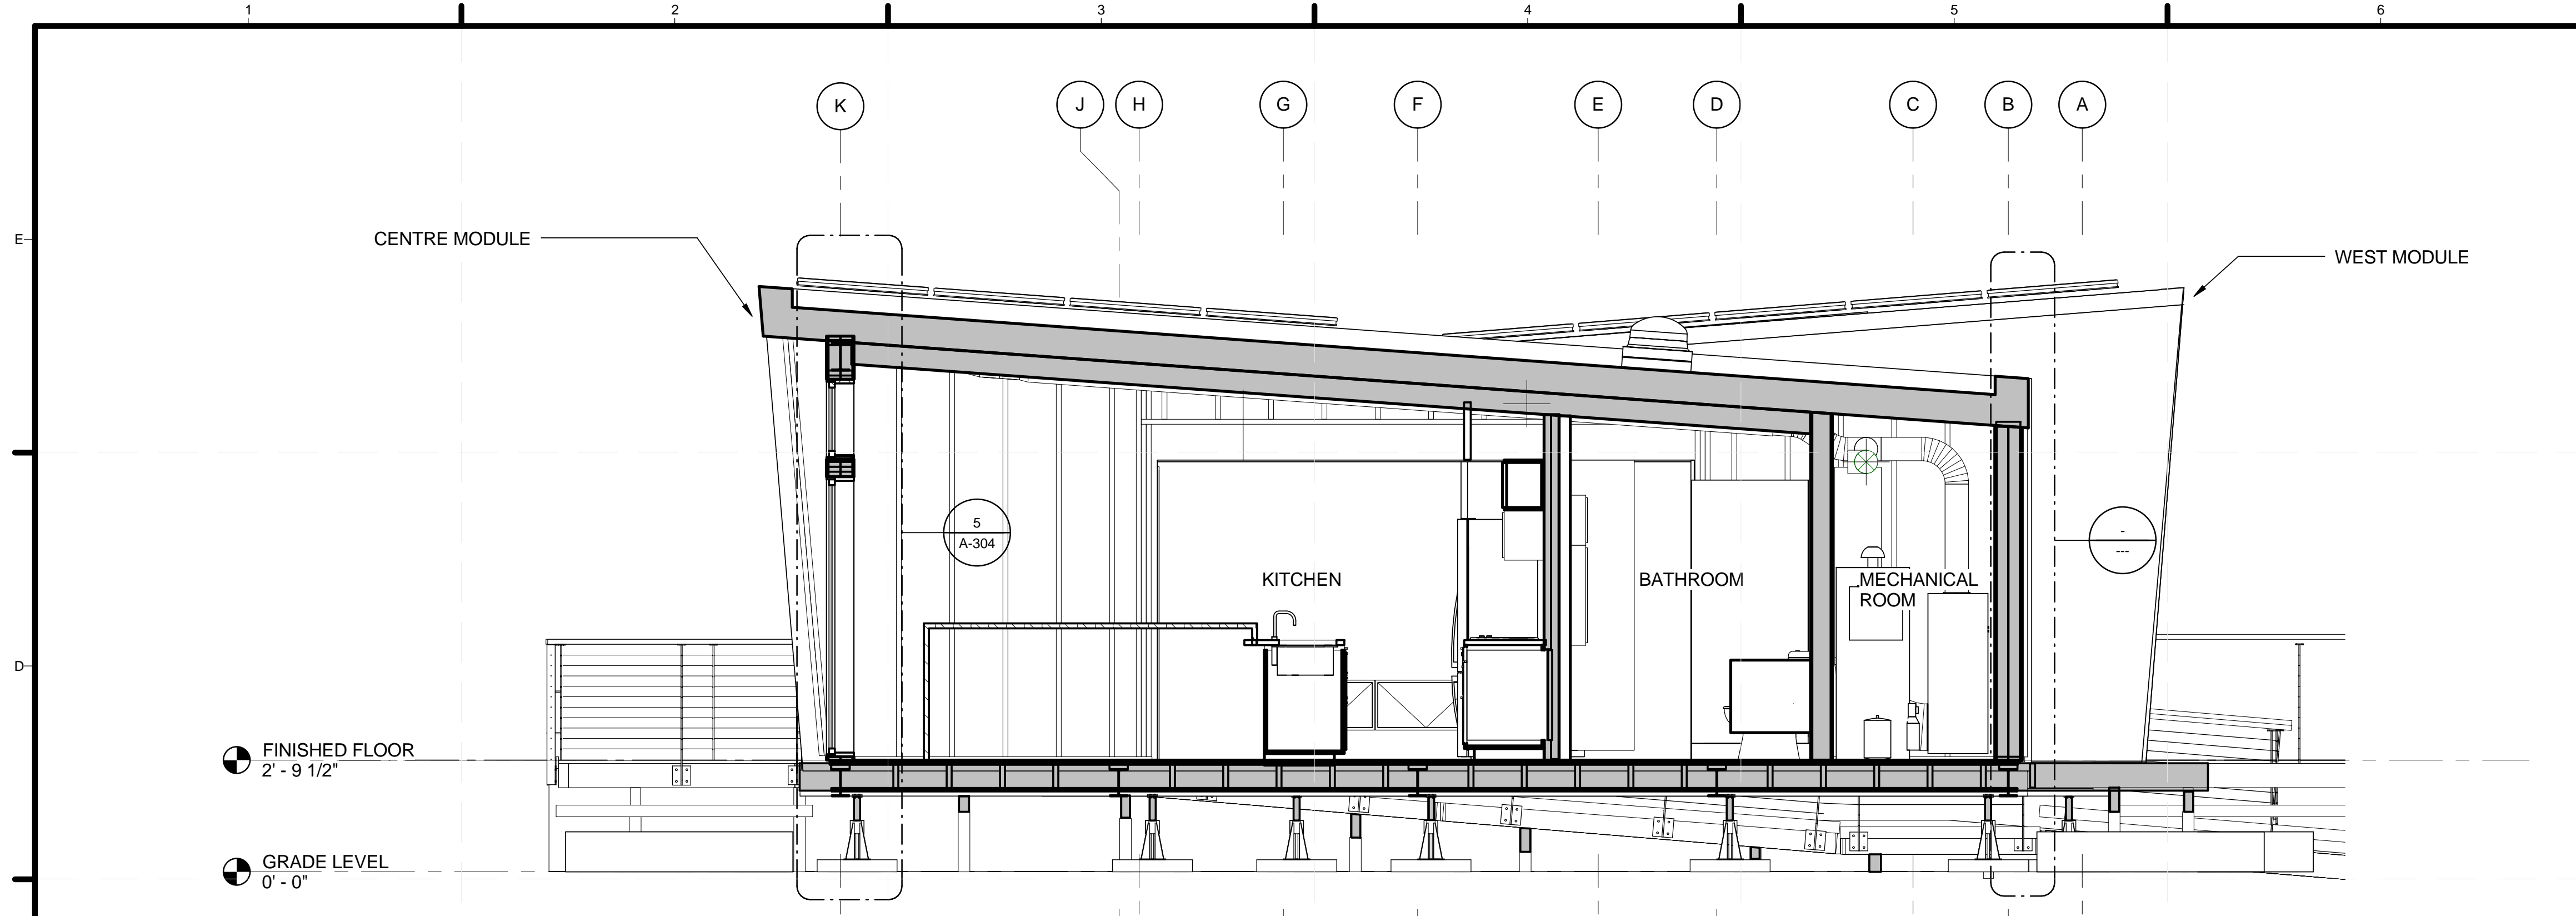 1
2
3
4
5
6
K
J
H
G
F
E
D
C
B
A
E
CENTRE MODULE
WEST MODULE
5
A-304
-
---
KITCHEN
BATHROOM
MECHANICAL
ROOM
D
FINISHED FLOOR
2' - 9 1/2"
GRADE LEVEL
0' - 0"